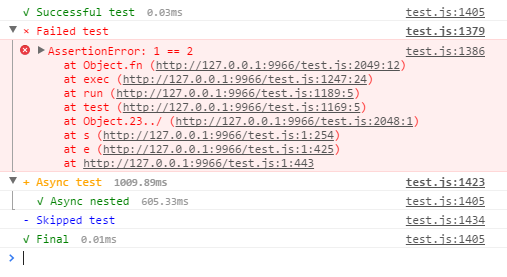 √ Successful test 0.03ms test.js:1405
× Failed test test.js:1379
AssertionError: 1 == 2 test.js:1386
at Object.fn (http://127.0.0.1:9966/test.js:2049:12)
at exec (http://127.0.0.1:9966/test.js:1247:24)
at run (http://127.0.0.1:9966/test.js:1189:5)
at test (http://127.0.0.1:9966/test.js:1169:5)
at Object.23../ (http://127.0.0.1:9966/test.js:2048:1)
at s (http://127.0.0.1:9966/test.js:1:254)
at e (http://127.0.0.1:9966/test.js:1:425)
at http://127.0.0.1:9966/test.js:1:443
+ Async test 1009.89ms test.js:1423
√ Async nested 605.33ms test.js:1405
- Skipped test test.js:1434
√ Final 0.01ms test.js:1405
>